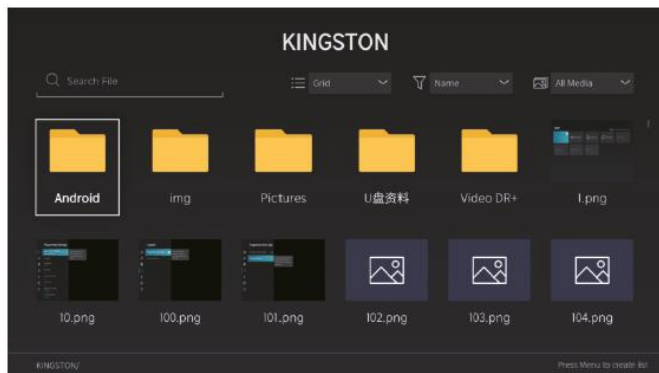 KINGSTON
Search File
Grid
Name
All Media
Android
img
Pictures
U盘资料
Video DR+
1.png
10.png
100.png
101.png
102.png
103.png
104.png
KINGSTON/
Press Menu to create list